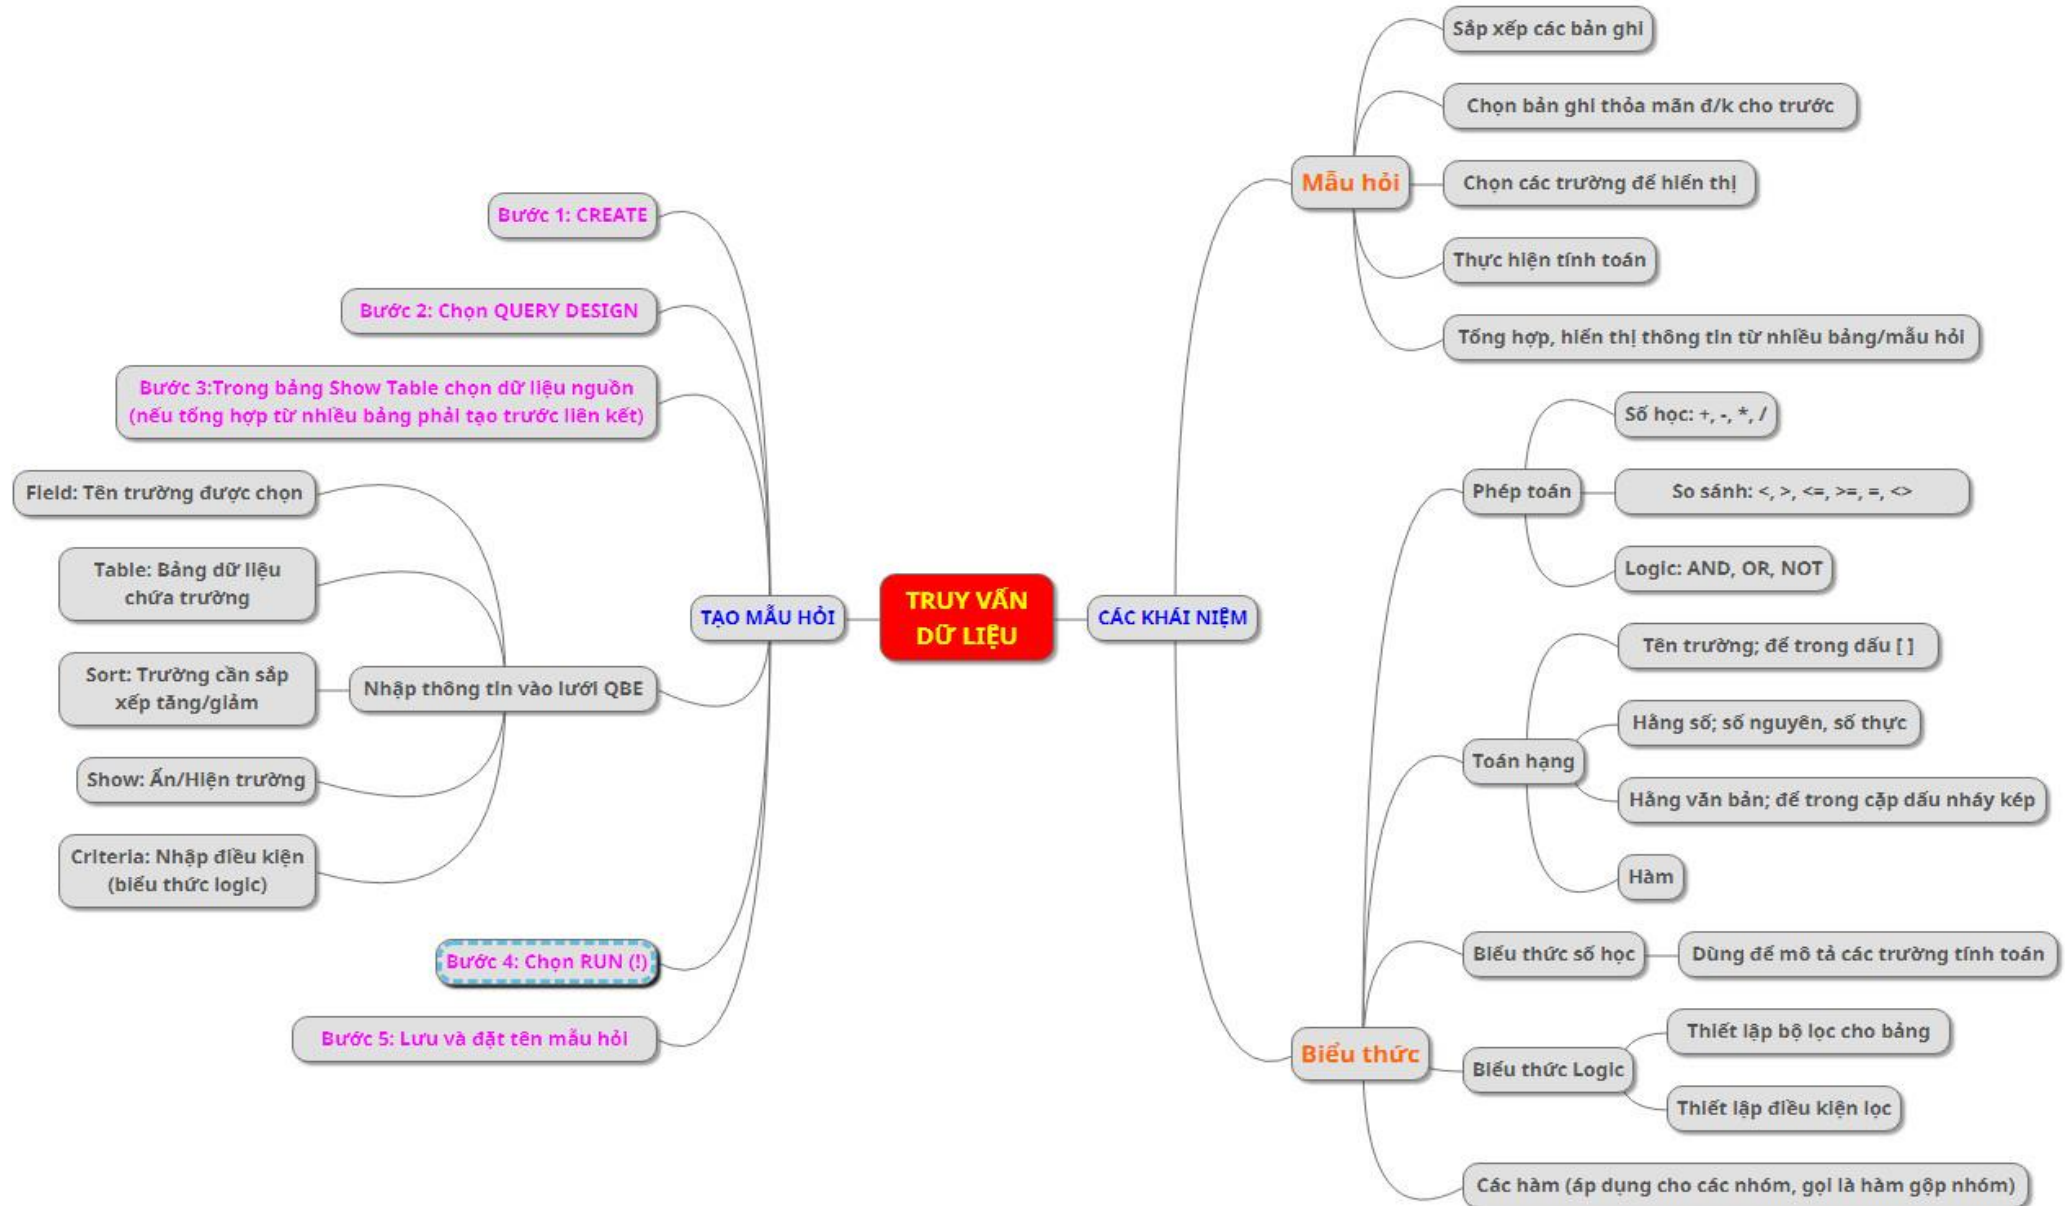 TRUY VẤN
DỮ LIỆU
TẠO MẪU HỎI
Bước 1: CREATE
Bước 2: Chọn QUERY DESIGN
Bước 3:Trong bảng Show Table chọn dữ liệu nguồn
(nếu tổng hợp từ nhiều bảng phải tạo trước liên kết)
Nhập thông tin vào lưới QBE
Field: Tên trường được chọn
Table: Bảng dữ liệu
chứa trường
Sort: Trường cần sắp
xếp tăng/giảm
Show: Ẩn/Hiện trường
Criteria: Nhập điều kiện
(biểu thức logic)
Bước 4: Chọn RUN (!)
Bước 5: Lưu và đặt tên mẫu hỏi
CÁC KHÁI NIỆM
Mẫu hỏi
Sắp xếp các bản ghi
Chọn bản ghi thỏa mãn đ/k cho trước
Chọn các trường để hiển thị
Thực hiện tính toán
Tổng hợp, hiển thị thông tin từ nhiều bảng/mẫu hỏi
Biểu thức
Phép toán
Số học: +, -, *, /
So sánh: <, >, <=, >=, =, <>
Logic: AND, OR, NOT
Toán hạng
Tên trường; để trong dấu [ ]
Hằng số; số nguyên, số thực
Hằng văn bản; để trong cặp dấu nháy kép
Hàm
Biểu thức số học
Dùng để mô tả các trường tính toán
Biểu thức Logic
Thiết lập bộ lọc cho bảng
Thiết lập điều kiện lọc
Các hàm (áp dụng cho các nhóm, gọi là hàm gộp nhóm)